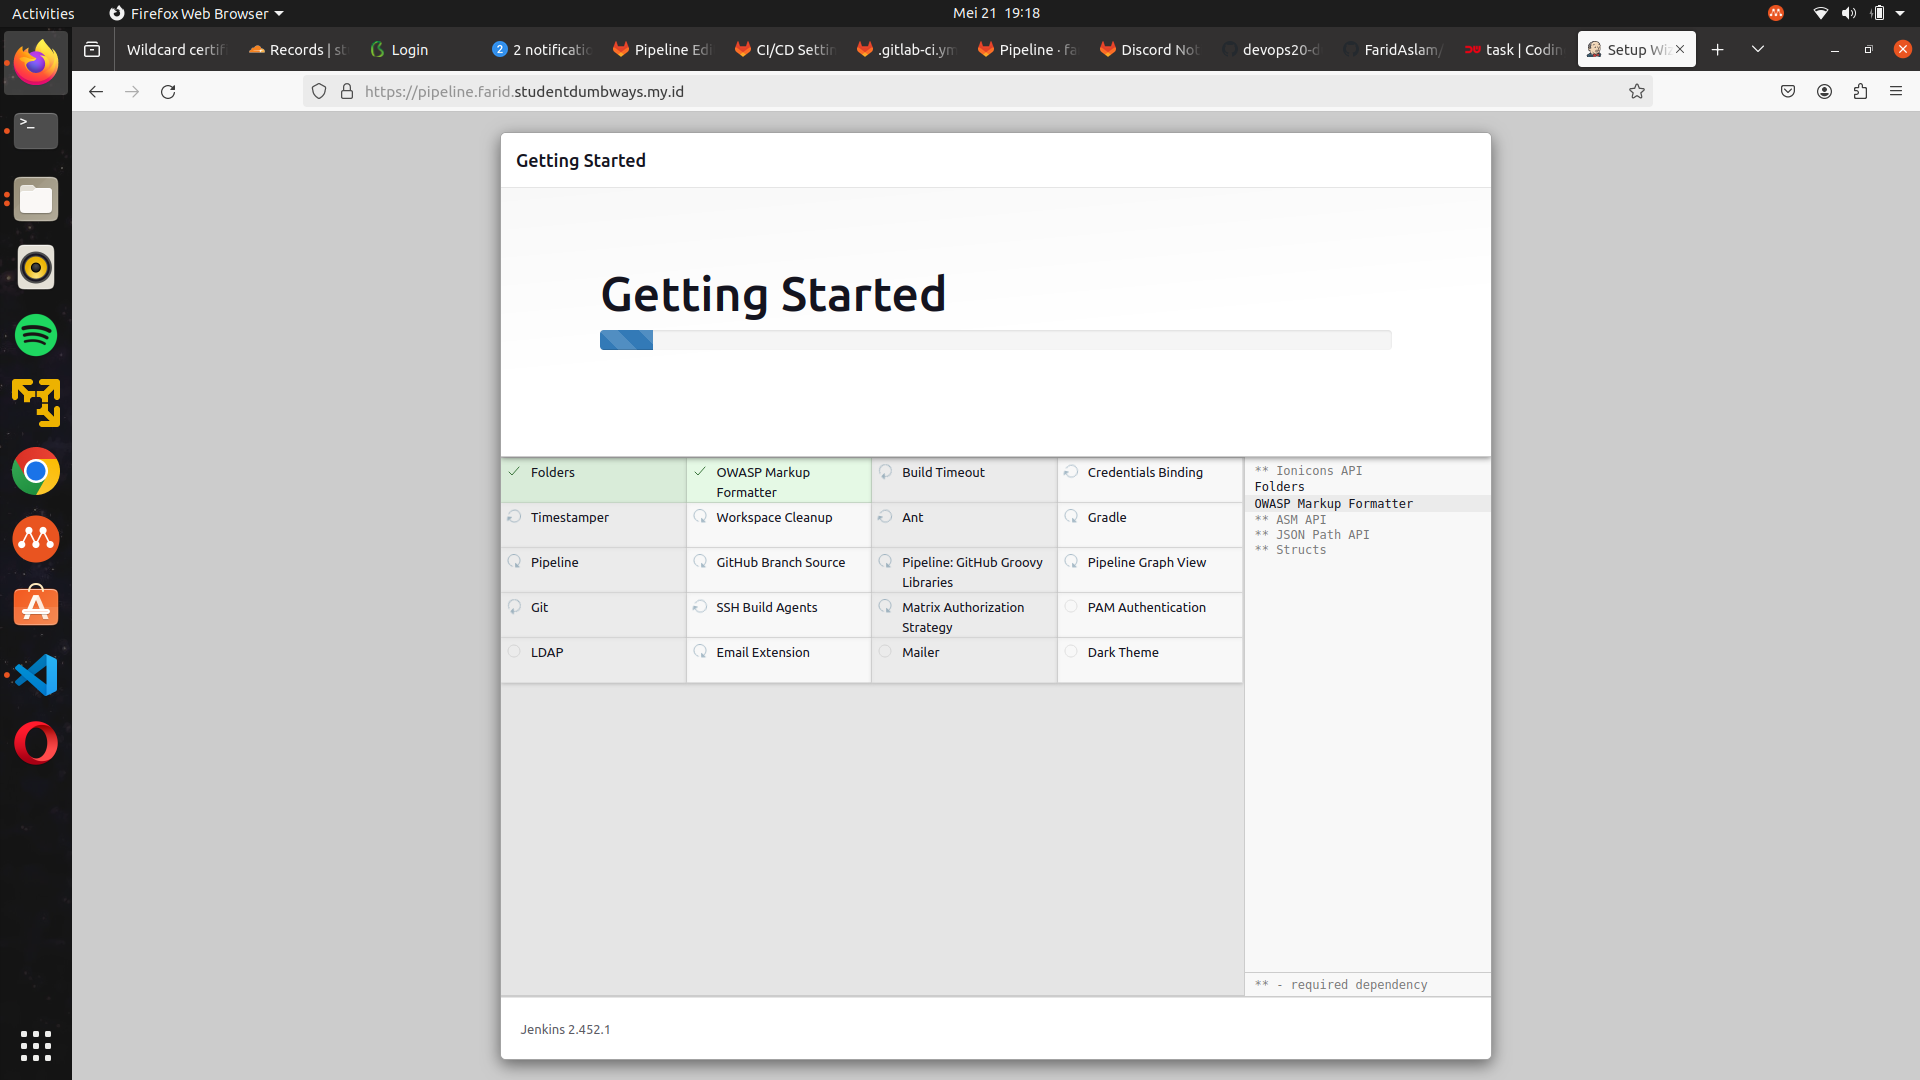 Activities
Firefox Web Browser
Mei 21 19:18
Wildcard certif
Records | st
Login
2 notificatio
Pipeline Edi
CI/CD Settin
.gitlab-ci.ym
Pipeline · fa
Discord Not
devops20-d
FaridAslam/
task | Coding
Setup Wiz
https://pipeline.farid.studentdumbways.my.id
Getting Started
Getting Started
Folders
OWASP Markup Formatter
Build Timeout
Credentials Binding
Timestamper
Workspace Cleanup
Ant
Gradle
Pipeline
GitHub Branch Source
Pipeline: GitHub Groovy Libraries
Pipeline Graph View
Git
SSH Build Agents
Matrix Authorization Strategy
PAM Authentication
LDAP
Email Extension
Mailer
Dark Theme
** Ionicons API
Folders
OWASP Markup Formatter
** ASM API
** JSON Path API
** Structs
** - required dependency
Jenkins 2.452.1